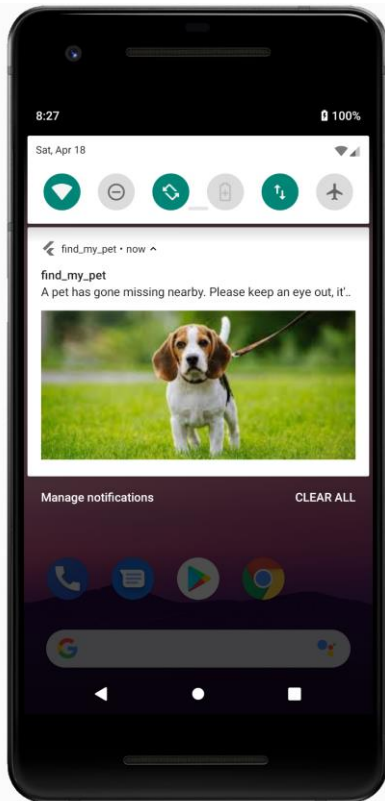 8:27 100%
Sat, Apr 18
find_my_pet • now
find_my_pet
A pet has gone missing nearby. Please keep an eye out, it'..
Manage notifications CLEAR ALL
G